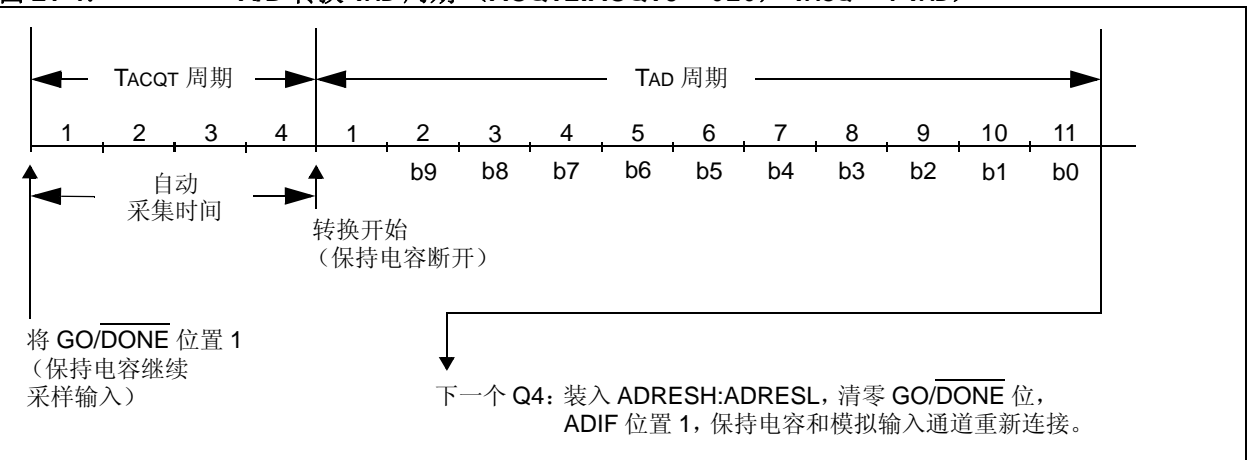 TACQT 周期
TAD 周期
1 2 3 4 1 2 3 4 5 6 7 8 9 10 11
b9 b8 b7 b6 b5 b4 b3 b2 b1 b0
自动
采集时间
转换开始
（保持电容断开）
将 GO/DONE 位置 1
（保持电容继续
采样输入）
下一个 Q4：装入 ADRESH:ADRESL，清零 GO/DONE 位，
ADIF 位置 1，保持电容和模拟输入通道重新连接。